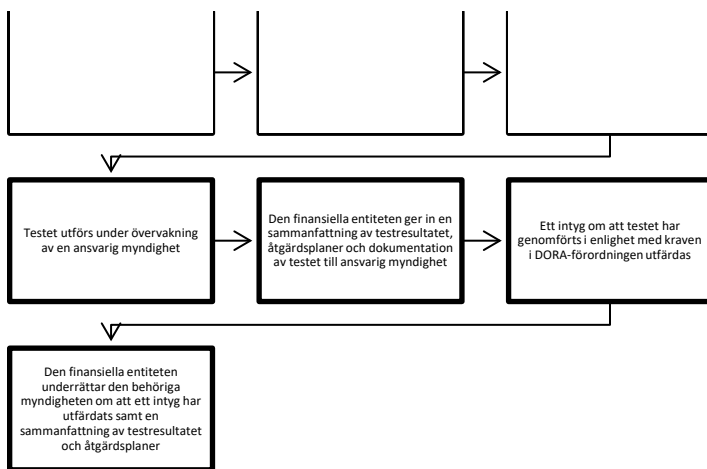 Testet utförs under övervakning
av en ansvarig myndighet
Den finansiella entiteten ger in en
sammanfattning av testresultatet,
åtgärdsplaner och dokumentation
av testet till ansvarig myndighet
Ett intyg om att testet har
genomförts i enlighet med kraven
i DORA-förordningen utfärdas
Den finansiella entiteten
underrättar den behöriga
myndigheten om att ett intyg har
utfärdats samt en
sammanfattning av testresultatet
och åtgärdsplaner